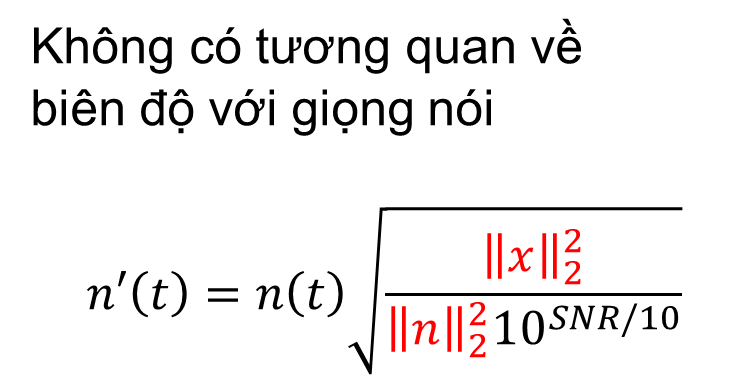 Không có tương quan về
biên độ với giọng nói
n′(t) = n(t) √(‖x‖₂² / ‖n‖₂² 10^{SNR/10})